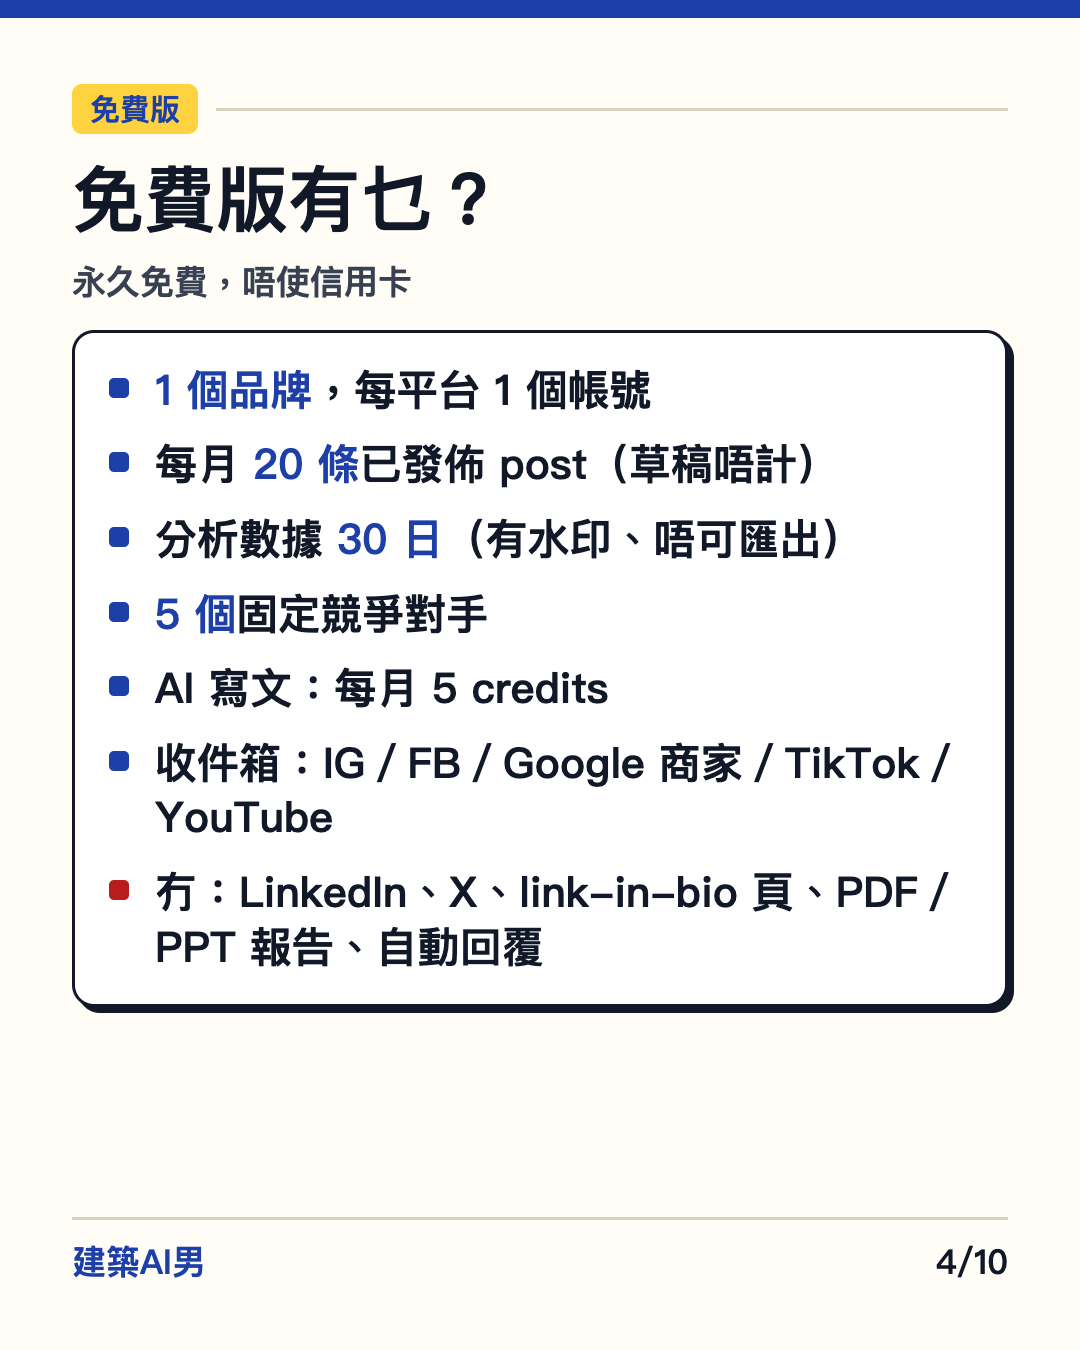 免費版
免費版有乜？
永久免費，唔使信用卡
1 個品牌，每平台 1 個帳號
每月 20 條已發佈 post（草稿唔計）
分析數據 30 日（有水印、唔可匯出）
5 個固定競爭對手
AI 寫文：每月 5 credits
收件箱：IG / FB / Google 商家 / TikTok /
YouTube
冇：LinkedIn、X、link-in-bio 頁、PDF /
PPT 報告、自動回覆
建築AI男
4/10